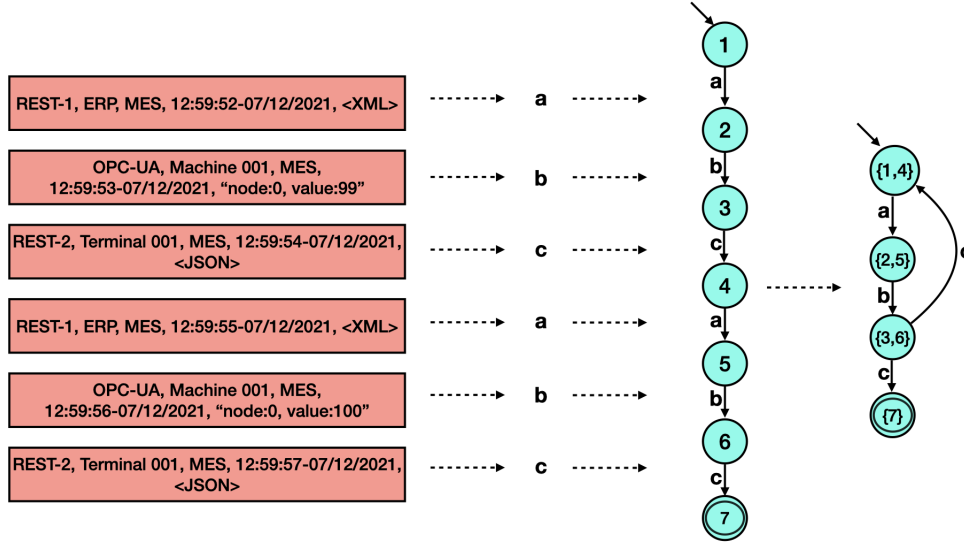 REST-1, ERP, MES, 12:59:52-07/12/2021, <XML>
a
OPC-UA, Machine 001, MES,
12:59:53-07/12/2021, “node:0, value:99”
b
REST-2, Terminal 001, MES, 12:59:54-07/12/2021,
<JSON>
c
REST-1, ERP, MES, 12:59:55-07/12/2021, <XML>
a
OPC-UA, Machine 001, MES,
12:59:56-07/12/2021, “node:0, value:100”
b
REST-2, Terminal 001, MES, 12:59:57-07/12/2021,
<JSON>
c
1
a
2
b
3
c
4
a
5
b
6
c
7
{1,4}
a
{2,5}
b
{3,6}
c
{7}